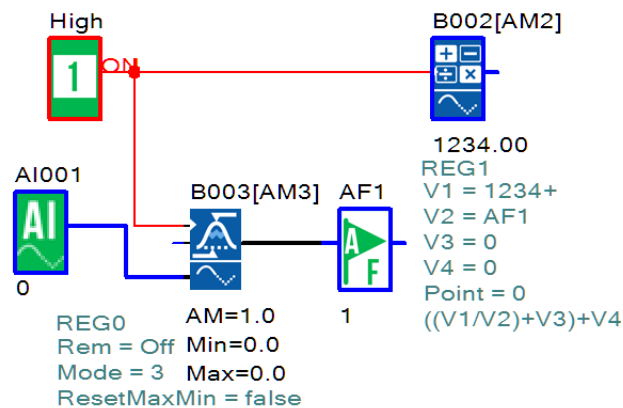 High
B002[AM2]
1
ON
1234.00
REG1
V1 = 1234+
V2 = AF1
V3 = 0
V4 = 0
Point = 0
((V1/V2)+V3)+V4
AI001
AI
0
B003[AM3]
AF1
A
F
1
AM=1.0
Min=0.0
Max=0.0
REG0
Rem = Off
Mode = 3
ResetMaxMin = false